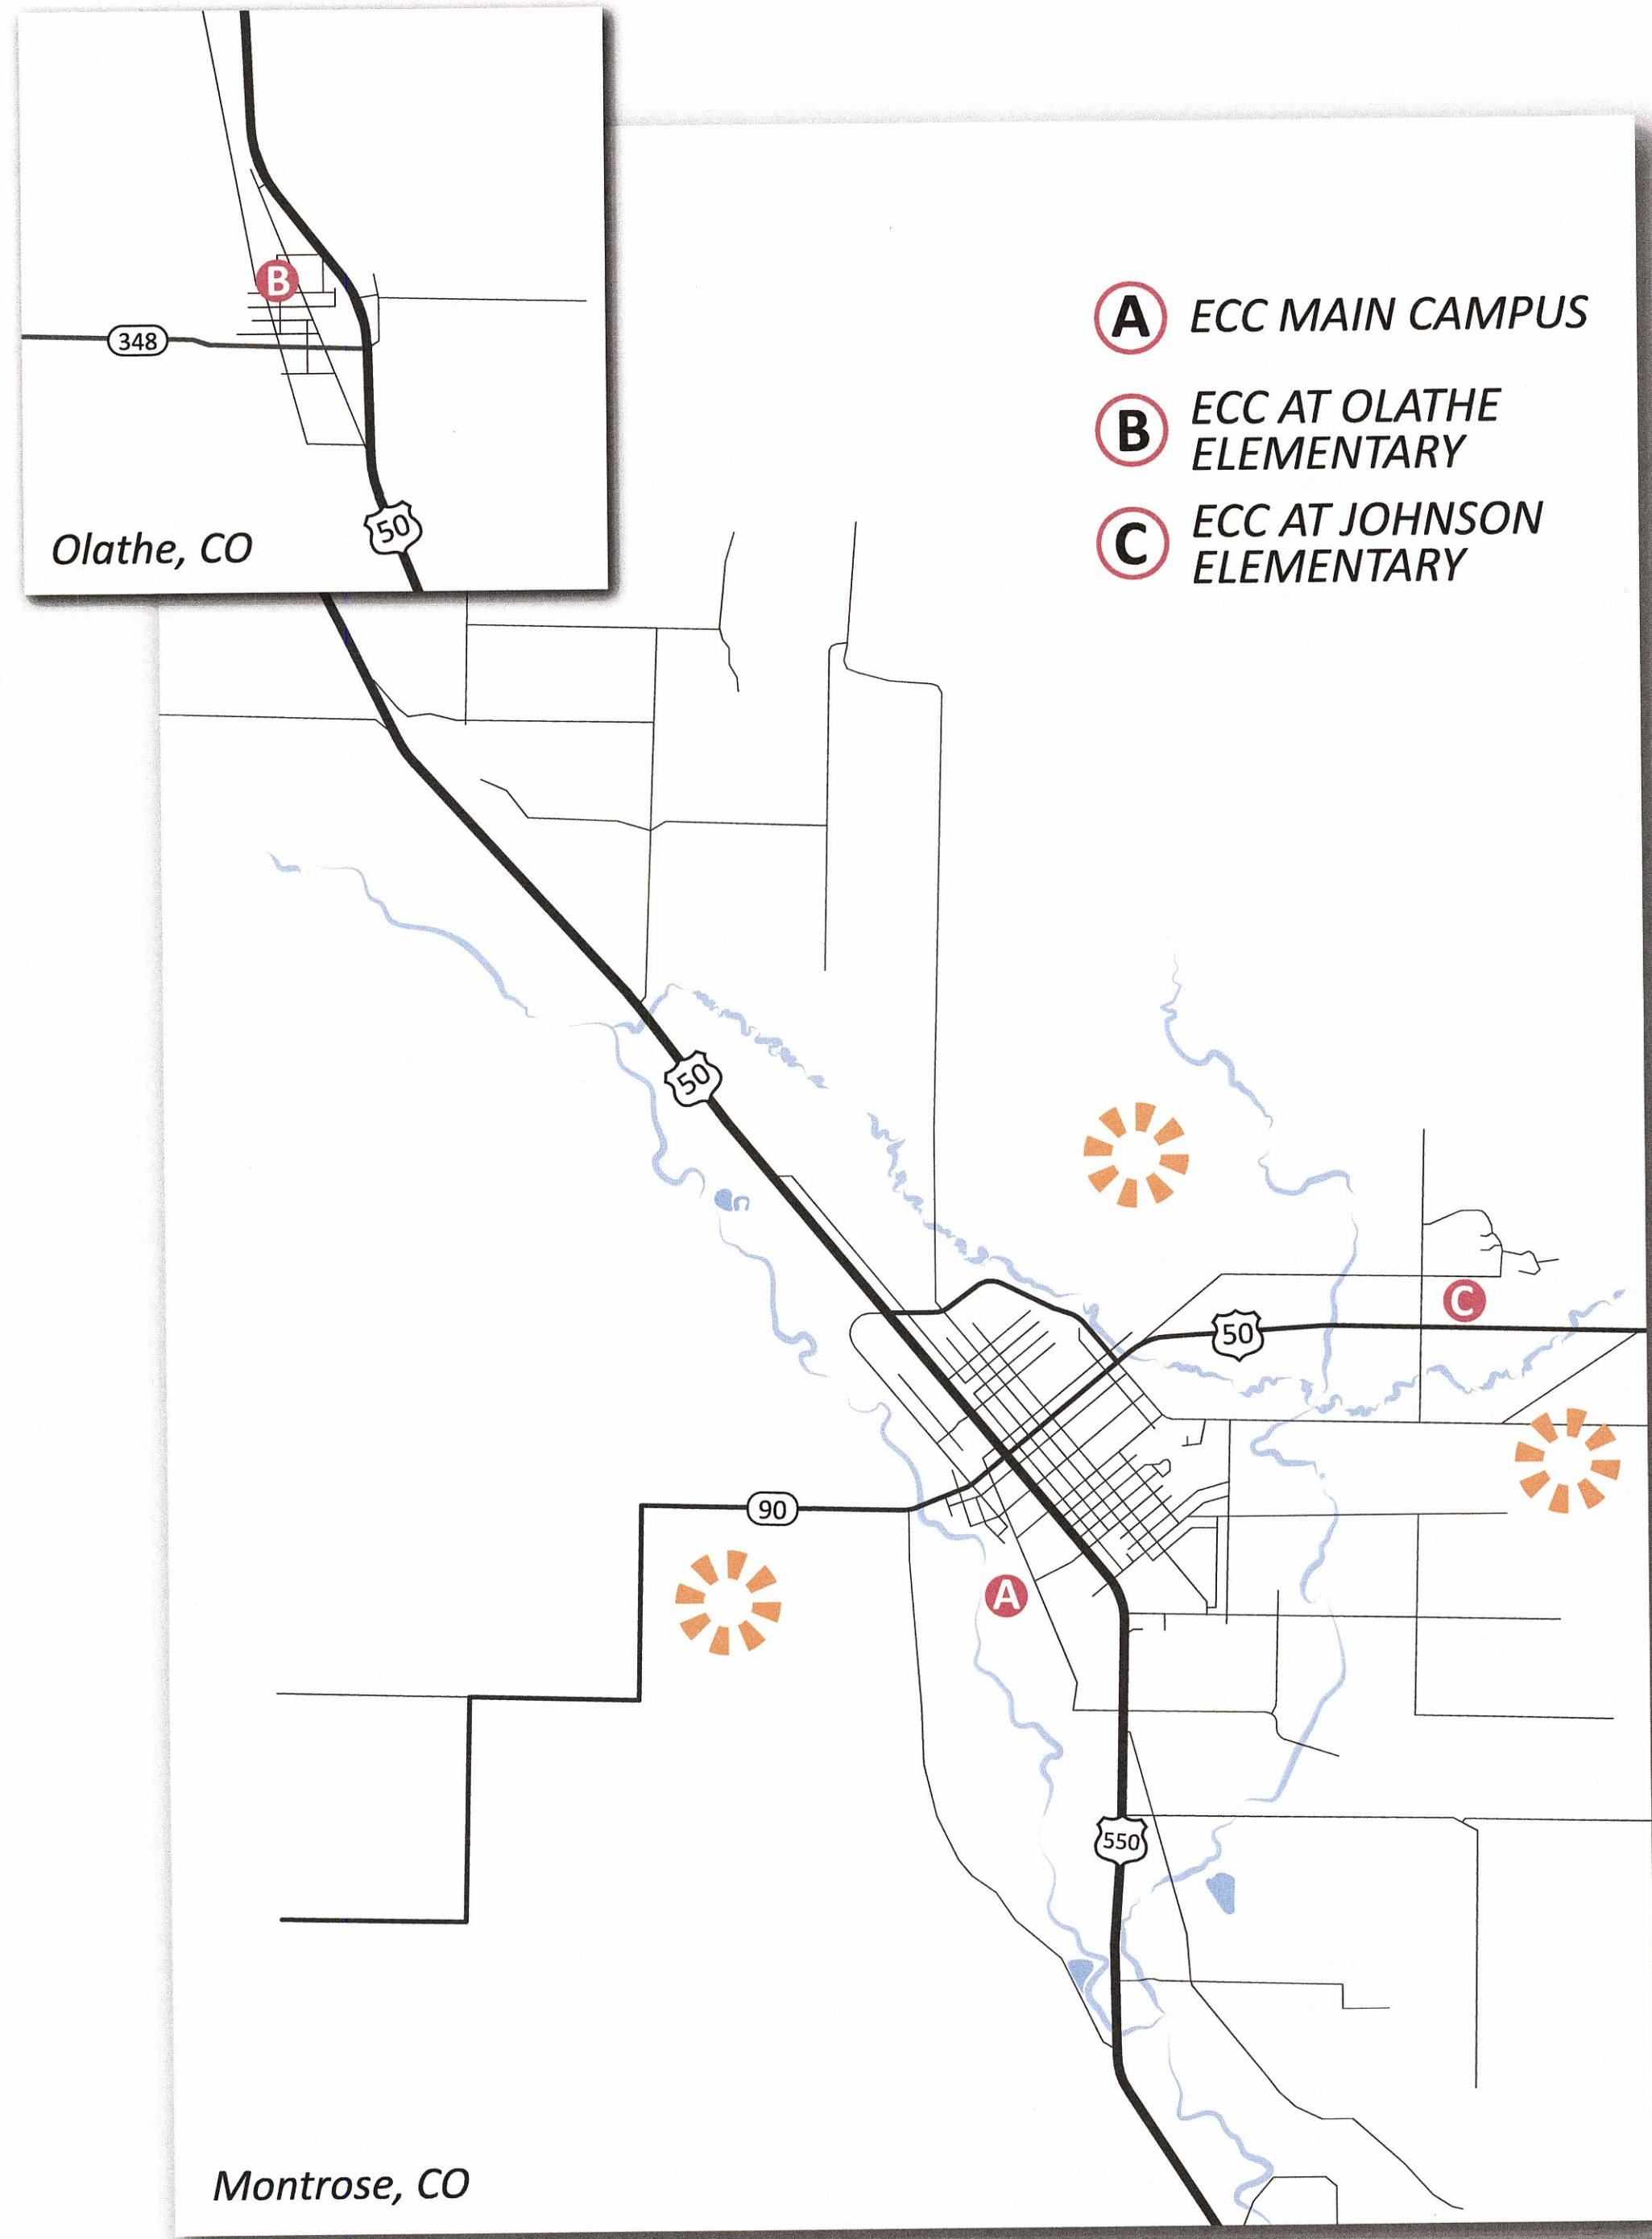 B
348
50
Olathe, CO
A ECC MAIN CAMPUS
B ECC AT OLATHE
ELEMENTARY
C ECC AT JOHNSON
ELEMENTARY
50
C
50
90
A
550
Montrose, CO